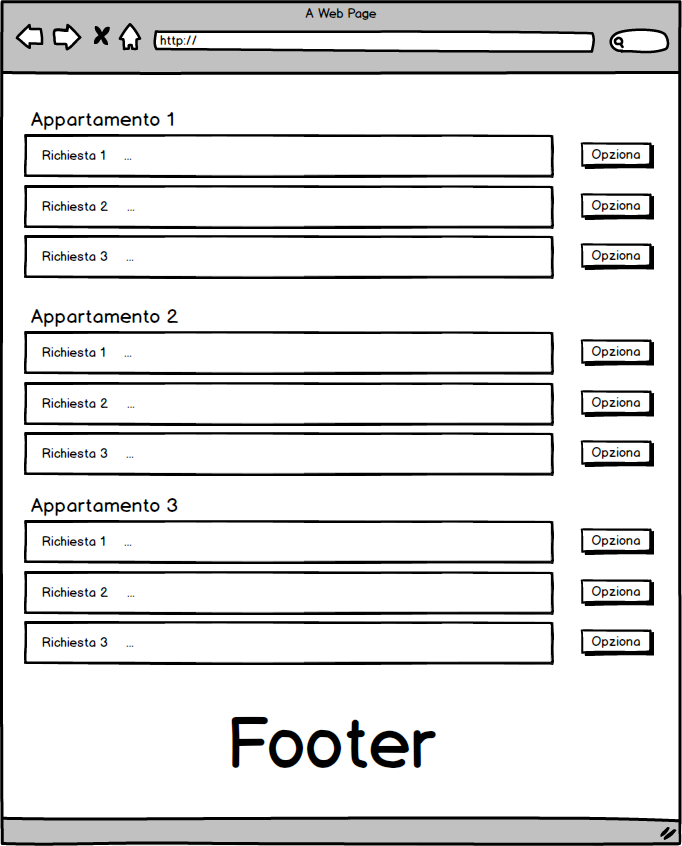 A Web Page
http://
Appartamento 1
Richiesta 1 ... Opziona
Richiesta 2 ... Opziona
Richiesta 3 ... Opziona
Appartamento 2
Richiesta 1 ... Opziona
Richiesta 2 ... Opziona
Richiesta 3 ... Opziona
Appartamento 3
Richiesta 1 ... Opziona
Richiesta 2 ... Opziona
Richiesta 3 ... Opziona
Footer